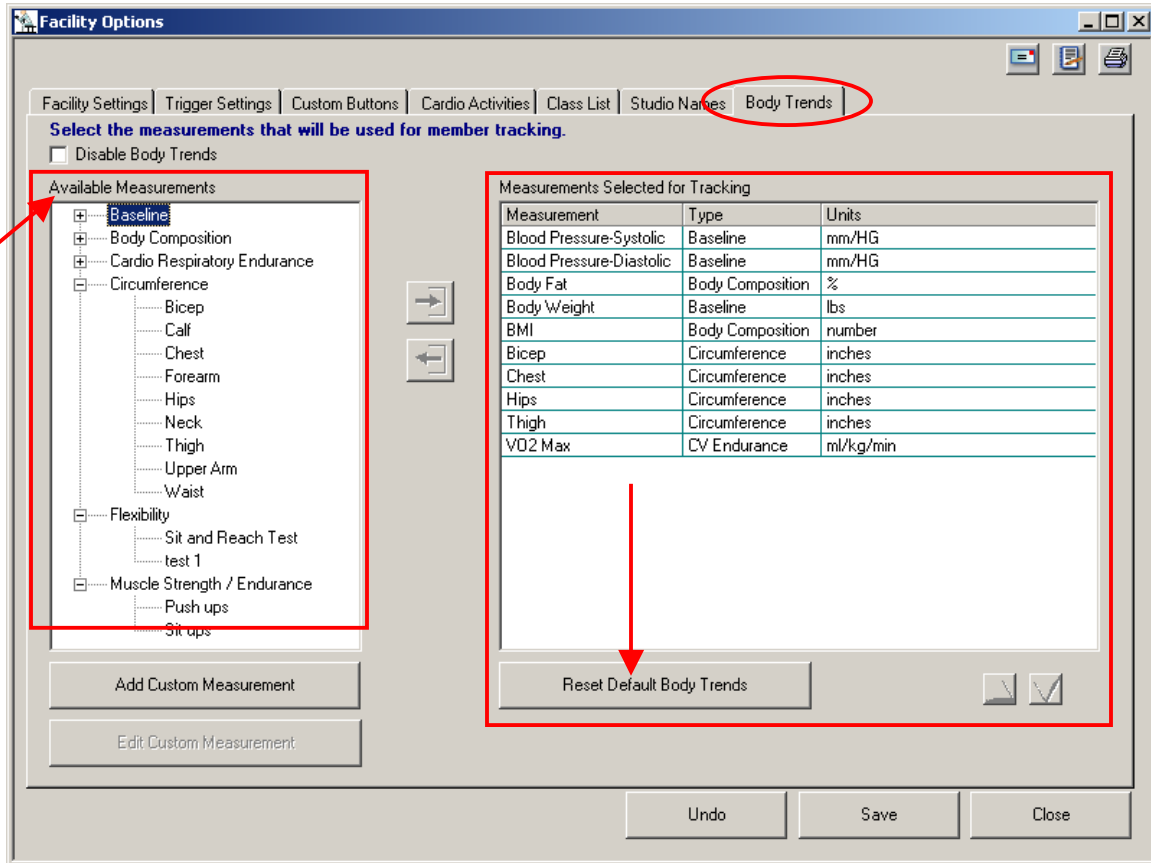 Facility Options
Facility Settings Trigger Settings Custom Buttons Cardio Activities Class List Studio Names Body Trends
Select the measurements that will be used for member tracking.
Disable Body Trends
Available Measurements
Baseline
Body Composition
Cardio Respiratory Endurance
Circumference
Bicep
Calf
Chest
Forearm
Hips
Neck
Thigh
Upper Arm
Waist
Flexibility
Sit and Reach Test
test 1
Muscle Strength / Endurance
Push ups
Sit ups
Add Custom Measurement
Edit Custom Measurement
Measurements Selected for Tracking
Measurement Type Units
Blood Pressure-Systolic Baseline mm/HG
Blood Pressure-Diastolic Baseline mm/HG
Body Fat Body Composition %
Body Weight Baseline lbs
BMI Body Composition number
Bicep Circumference inches
Chest Circumference inches
Hips Circumference inches
Thigh Circumference inches
VO2 Max CV Endurance ml/kg/min
Reset Default Body Trends
Undo Save Close